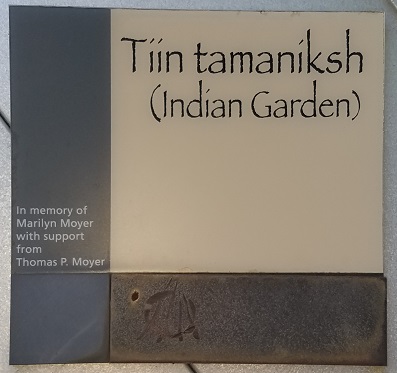 Tiin tamaniksh
(Indian Garden)
In memory of
Marilyn Moyer
with support
from
Thomas P. Moyer